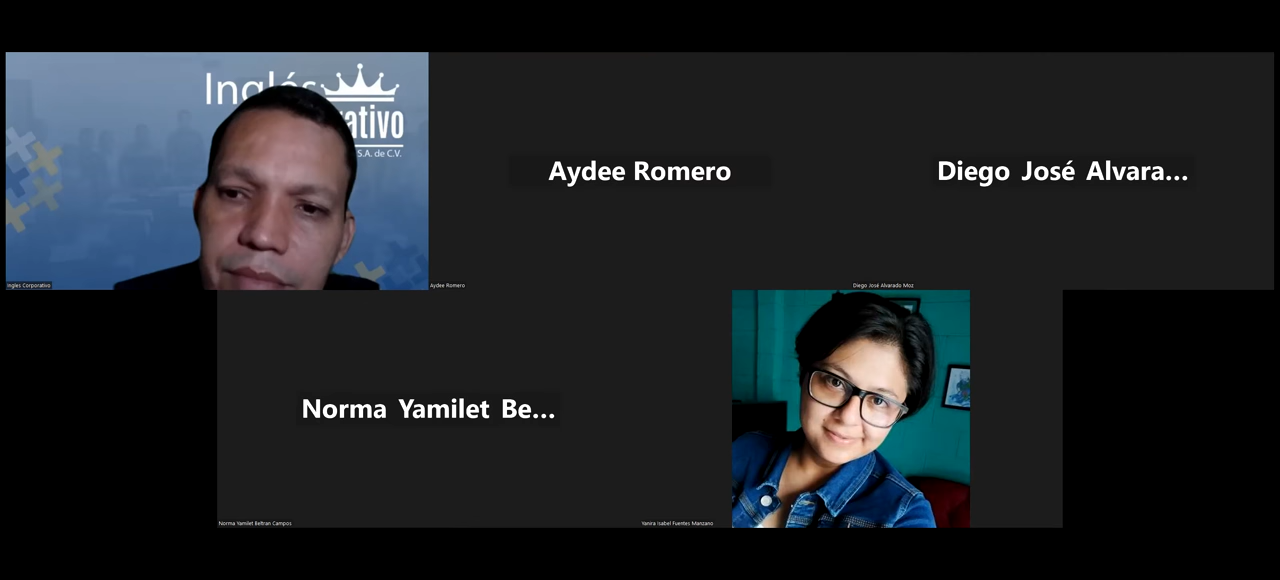 Inglés
rativo
S.A. de C.V.
Ingles Corporativo
Aydee Romero
Aydee Romero
Diego José Alvara...
Diego José Alvarado Moz
Norma Yamilet Be...
Norma Yamilet Beltran Campos
Yanira Isabel Fuentes Manzano